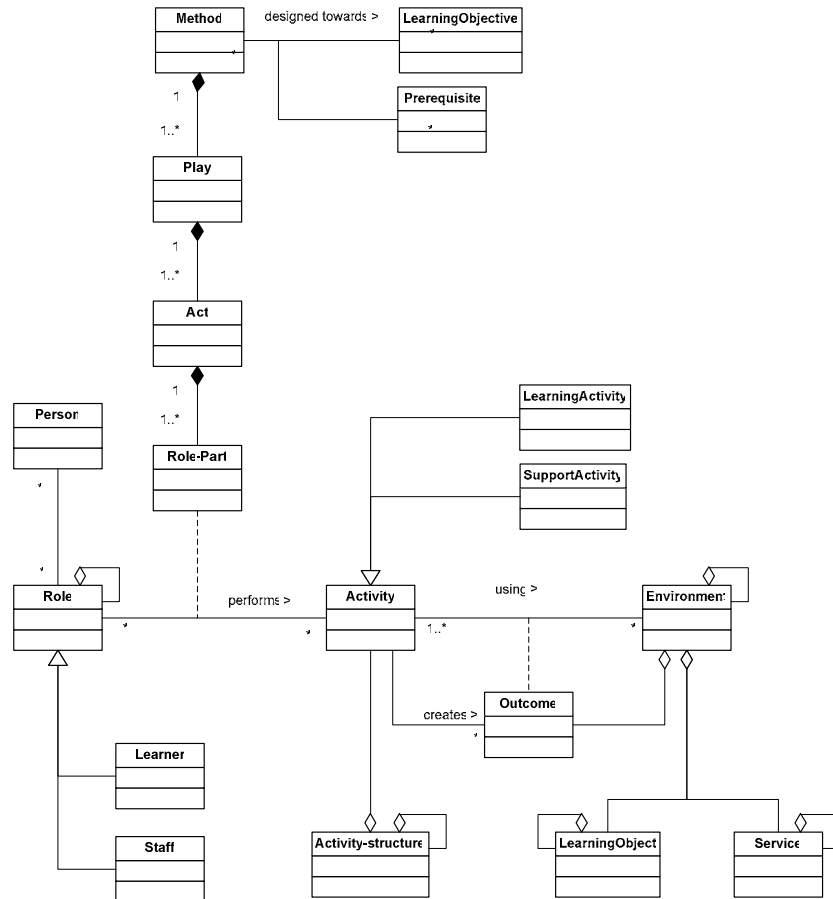 Method
designed towards >
LearningObjective
*
*
Prerequisite
*
1
1..*
Play
1
1..*
Act
1
1..*
Role-Part
Person
*
*
LearningActivity
SupportActivity
Role
performs >
*
*
Activity
using >
1..*
*
Environment
Outcome
creates >
*
Learner
Staff
Activity-structure
LearningObject
Service